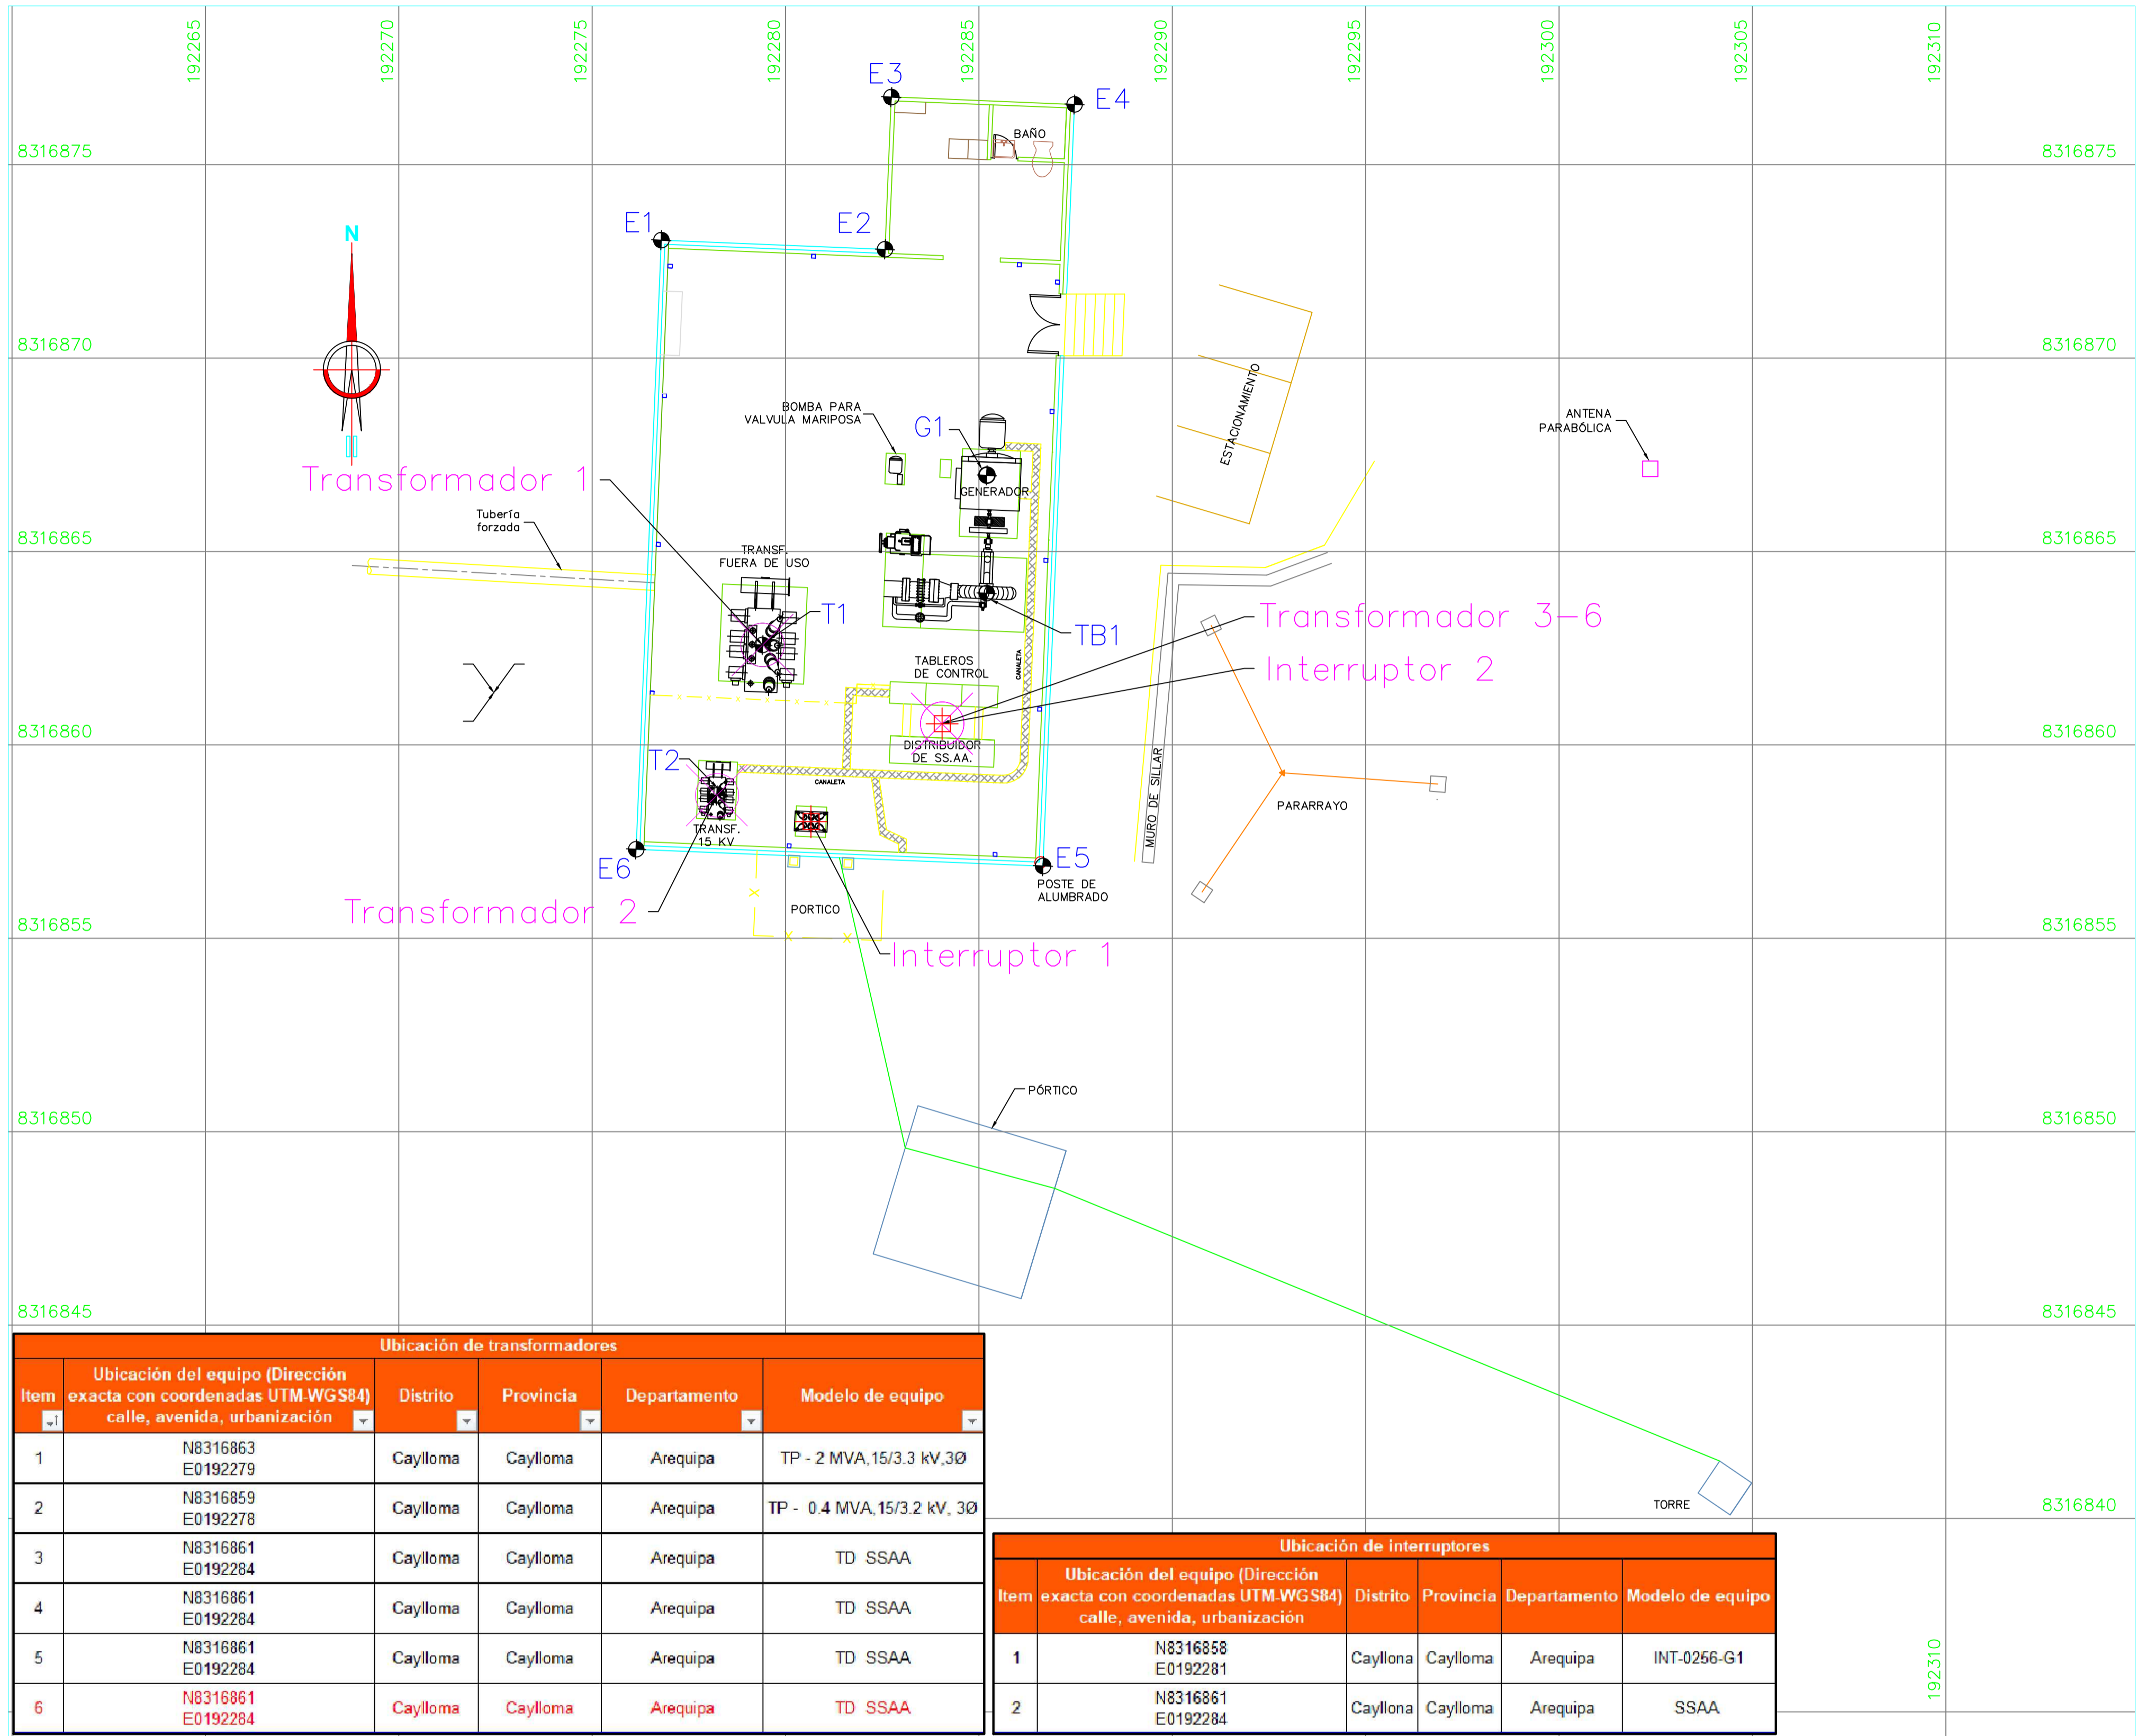 192265
192270
192275
192280
192285
192290
192295
192300
192305
192310
E3
E4
BAÑO
8316875
8316875
E1
E2
N
8316870
8316870
ESTACIONAMIENTO
BOMBA PARA
VALVULA MARIPOSA
G1
ANTENA
PARABÓLICA
Transformador 1
GENERADOR
Tubería
forzada
8316865
8316865
TRANSF.
FUERA DE USO
T1
TB1
Transformador 3-6
TABLEROS
DE CONTROL
CANALETA
Interruptor 2
8316860
8316860
DISTRIBUIDOR
DE SS.AA.
T2
CANALETA
MURO DE SILLAR
PARARRAYO
TRANSF.
15 KV
E6
E5
POSTE DE
ALUMBRADO
Transformador 2
PORTICO
8316855
8316855
Interruptor 1
PÓRTICO
8316850
8316850
8316845
8316845
TORRE
8316840
192310
Ubicación de transformadores
Item
Ubicación del equipo (Dirección
exacta con coordenadas UTM-WGS84)
calle, avenida, urbanización
Distrito
Provincia
Departamento
Modelo de equipo
1
N8316863
E0192279
Caylloma
Caylloma
Arequipa
TP - 2 MVA,15/3.3 kV,3Ø
2
N8316859
E0192278
Caylloma
Caylloma
Arequipa
TP - 0.4 MVA,15/3.2 kV, 3Ø
3
N8316861
E0192284
Caylloma
Caylloma
Arequipa
TD SSAA
4
N8316861
E0192284
Caylloma
Caylloma
Arequipa
TD SSAA
5
N8316861
E0192284
Caylloma
Caylloma
Arequipa
TD SSAA
6
N8316861
E0192284
Caylloma
Caylloma
Arequipa
TD SSAA
Ubicación de interruptores
Item
Ubicación del equipo (Dirección
exacta con coordenadas UTM-WGS84)
calle, avenida, urbanización
Distrito
Provincia
Departamento
Modelo de equipo
1
N8316858
E0192281
Cayllona
Caylloma
Arequipa
INT-0256-G1
2
N8316861
E0192284
Cayllona
Caylloma
Arequipa
SSAA